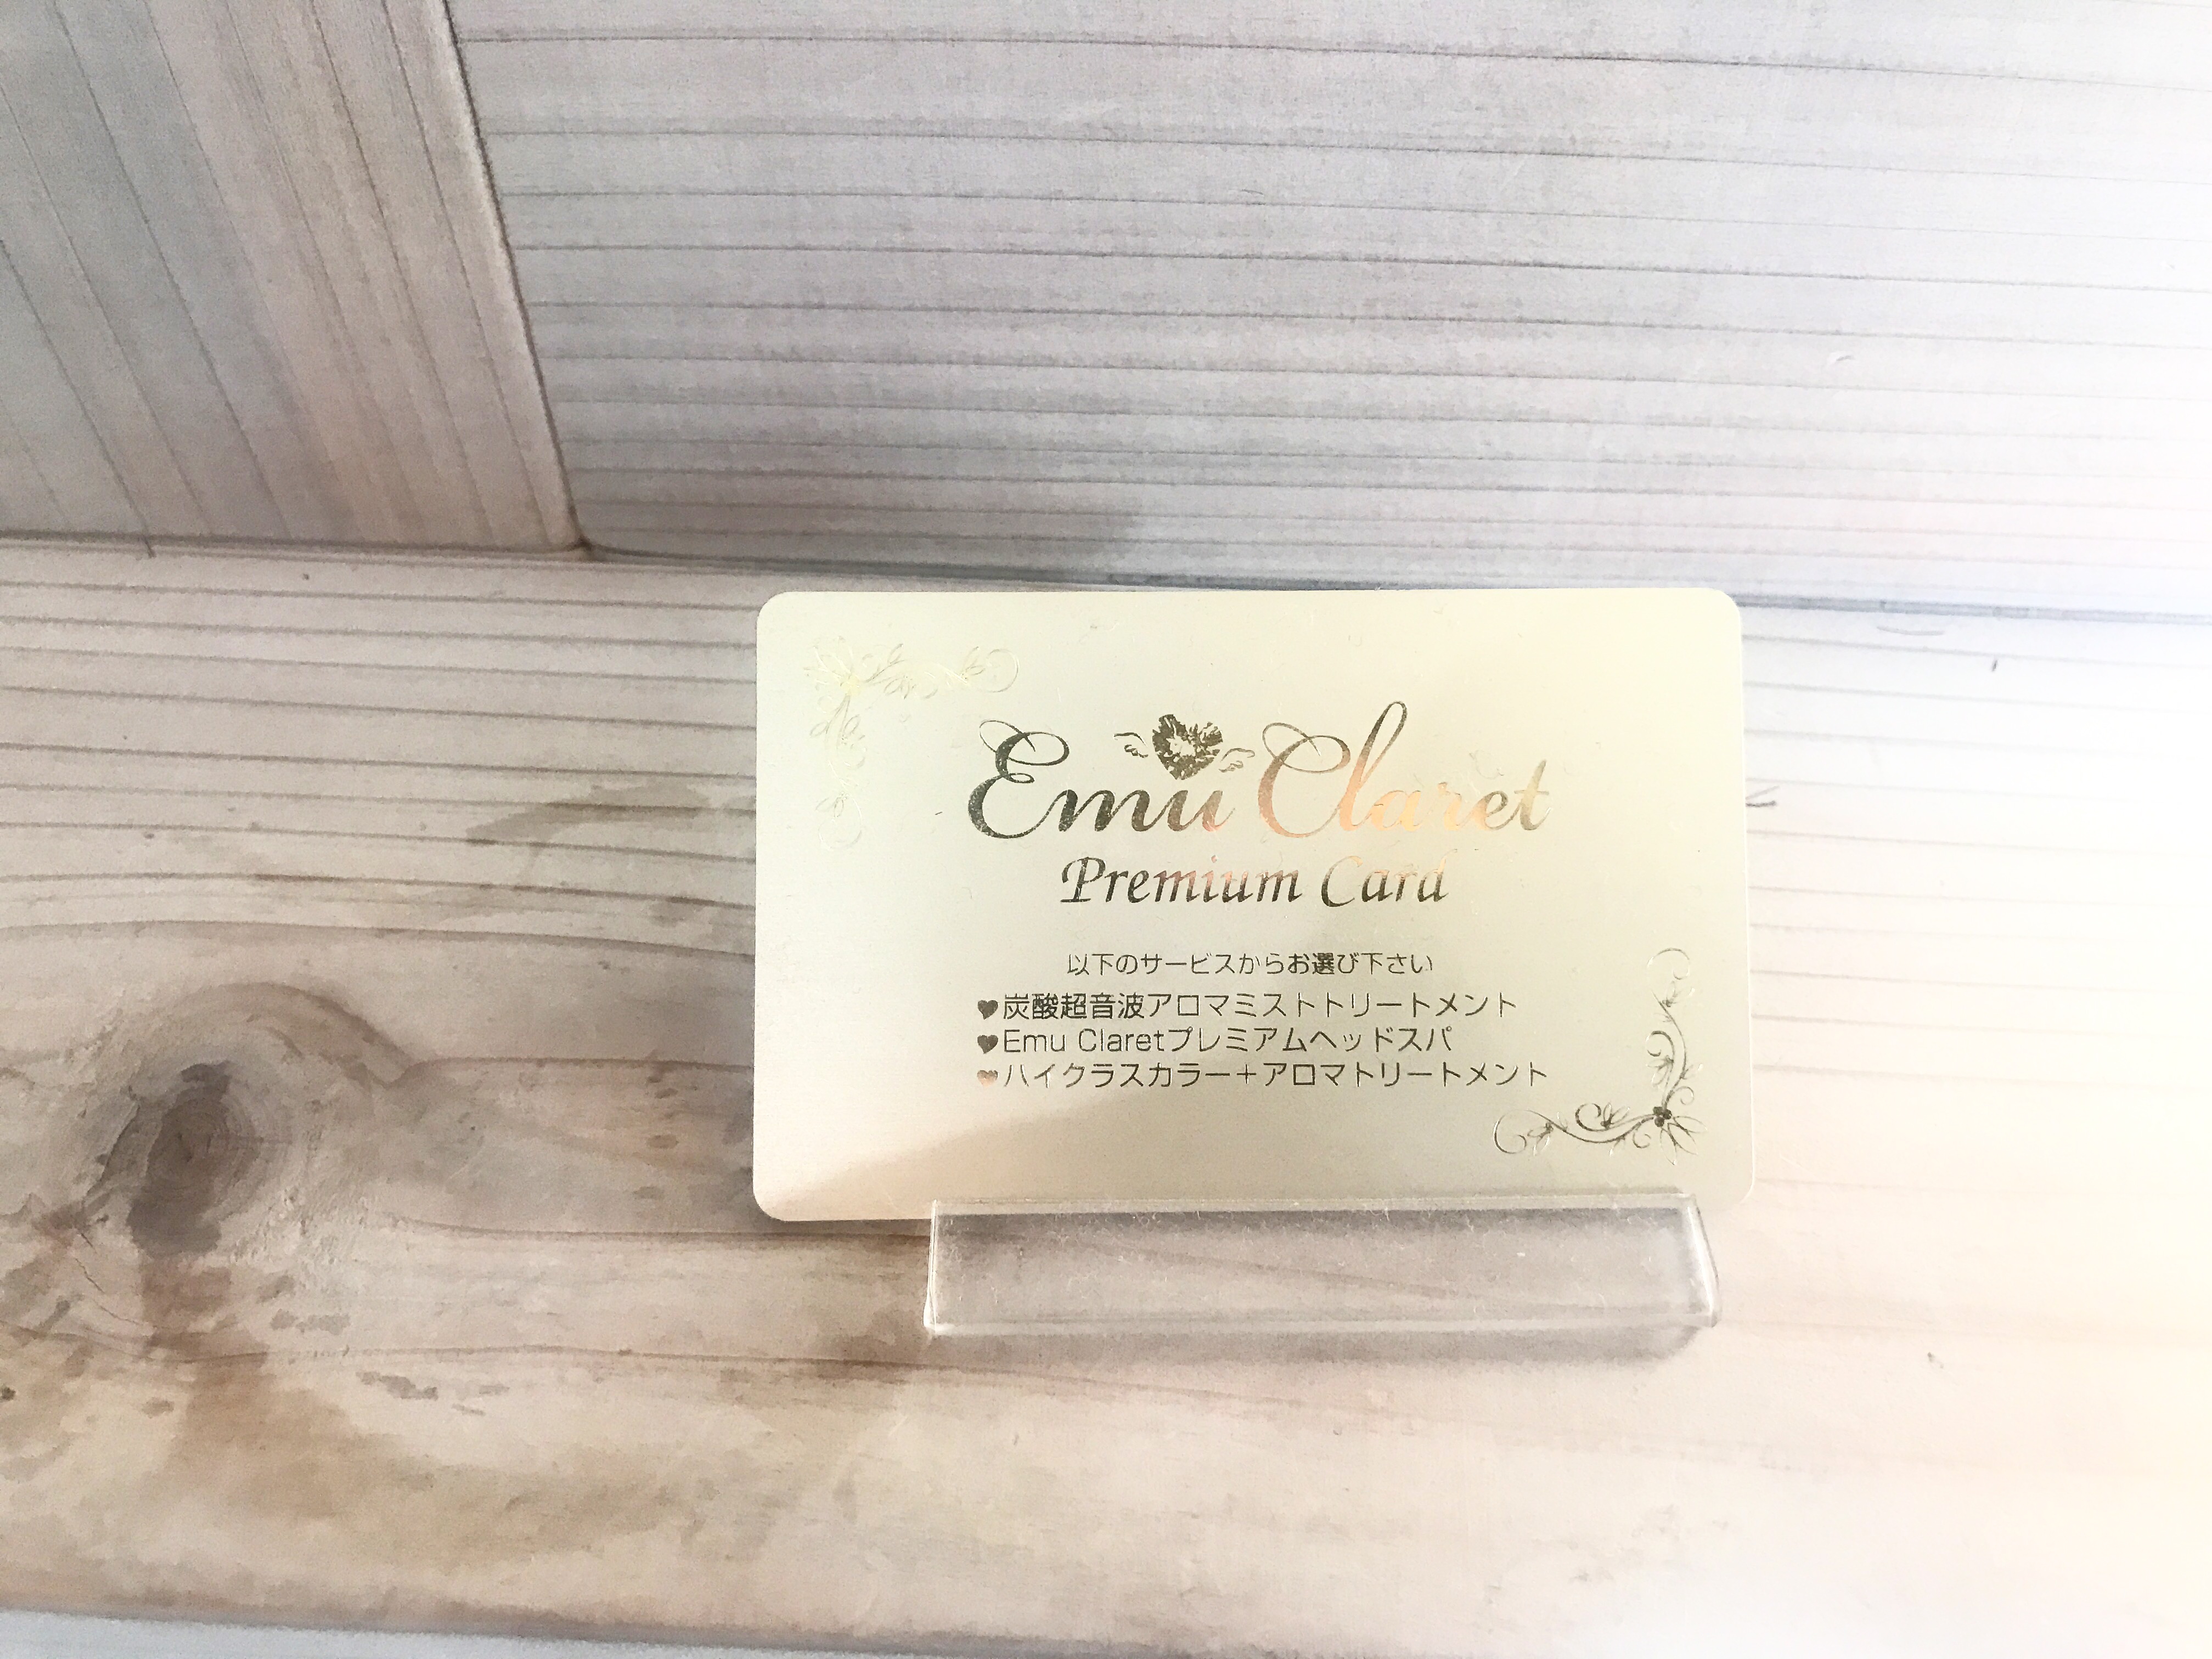 Emu Claret
Premium Card
以下のサービスからお選び下さい
♥炭酸超音波アロマミストトリートメント
♥Emu Claretプレミアムヘッドスパ
♥ハイクラスカラー＋アロマトリートメント